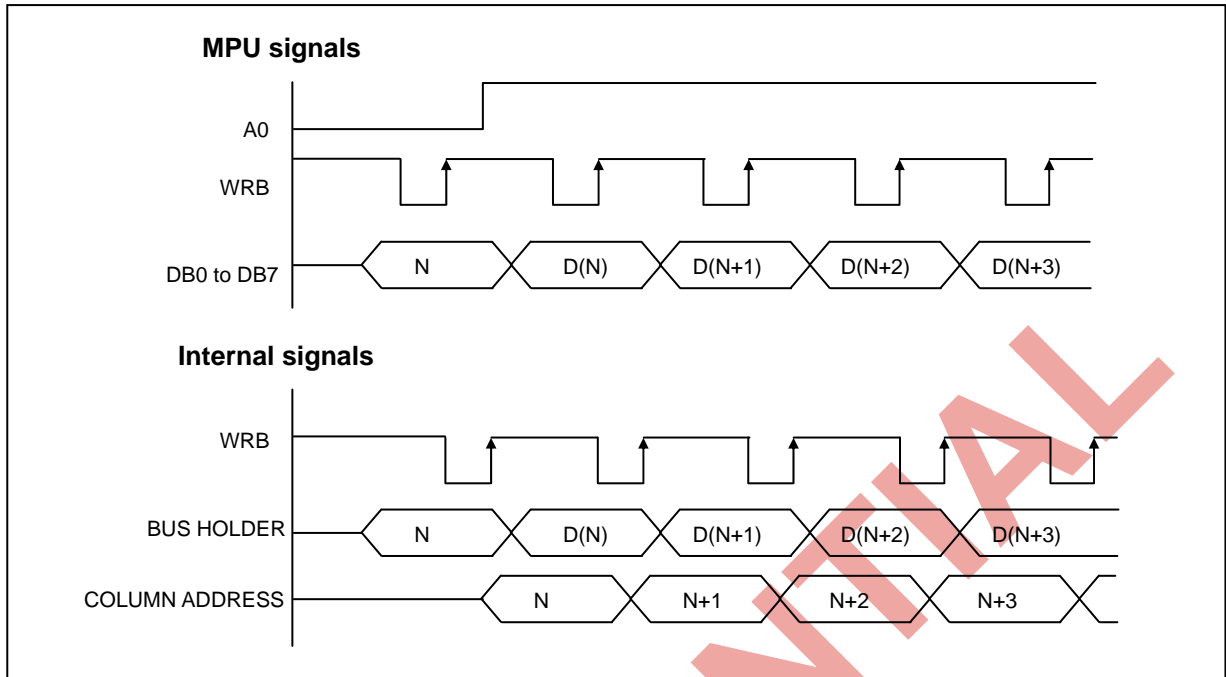 MPU signals
A0
WRB
DB0 to DB7
N D(N) D(N+1) D(N+2) D(N+3)
Internal signals
WRB
BUS HOLDER
N D(N) D(N+1) D(N+2) D(N+3)
COLUMN ADDRESS
N N+1 N+2 N+3
NTIAL